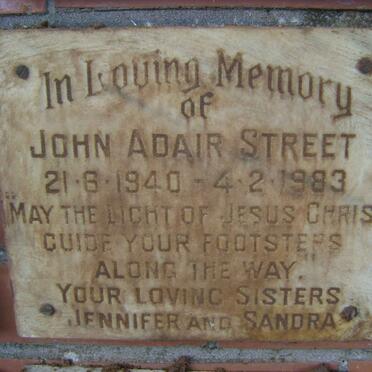 In Loving Memory
of
JOHN ADAIR STREET
21·6·1940 - 4·2·1983
"MAY THE LIGHT OF JESUS CHRIS
GUIDE YOUR FOOTSTEPS
ALONG THE WAY."
YOUR LOVING SISTERS
JENNIFER AND SANDRA